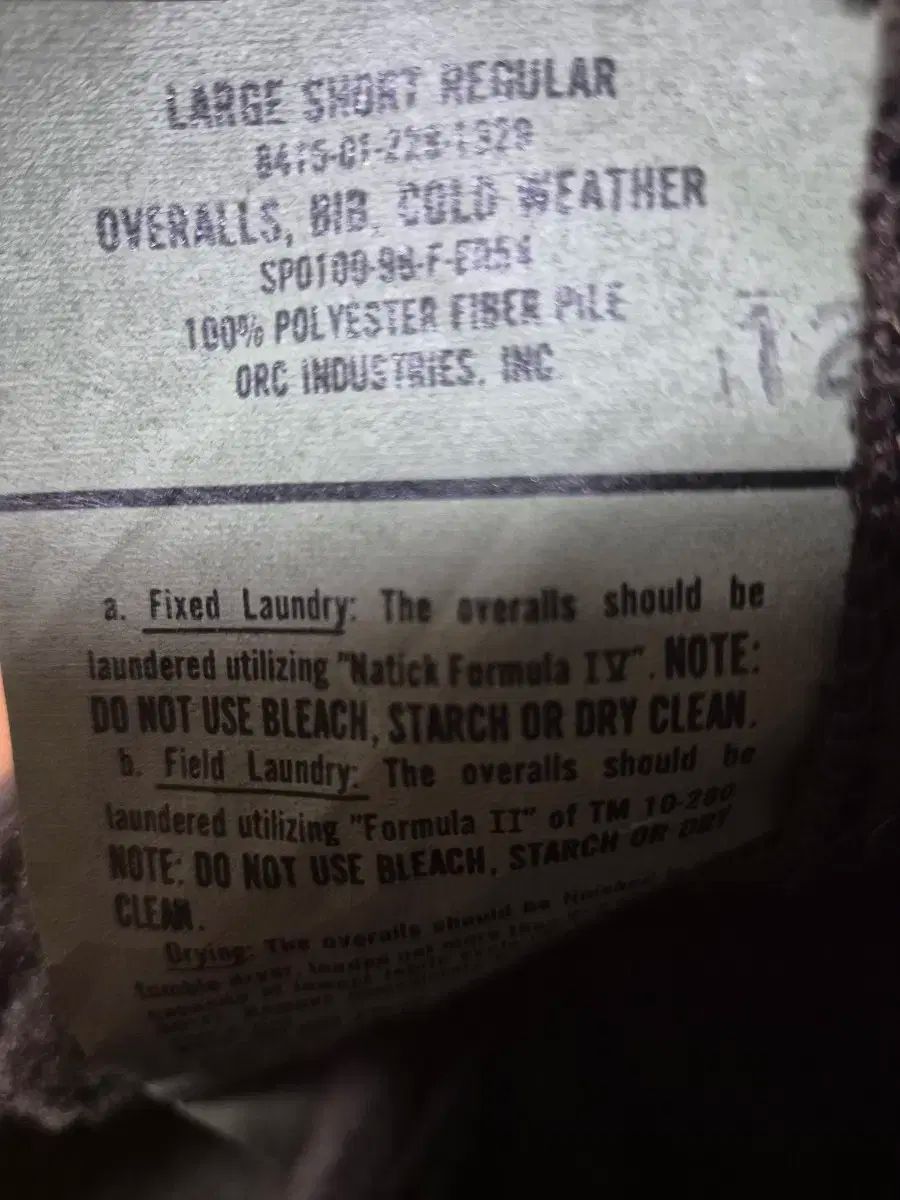 LARGE SHORT REGULAR
8415-01-228-1329
OVERALLS, BIB, COLD WEATHER
SP0100-98-F-
100% POLYESTER FIBER PILE
ORC INDUSTRIES, INC
a. Fixed Laundry: The overalls should be
laundered utilizing "Natick Formula IV". NOTE:
DO NOT USE BLEACH, STARCH OR DRY CLEAN.
b. Field Laundry: The overalls should be
laundered utilizing "Formula II" of TM 10-280
NOTE: DO NOT USE BLEACH, STARCH OR DRY
CLEAN.
Drying: The overalls should be
tumble